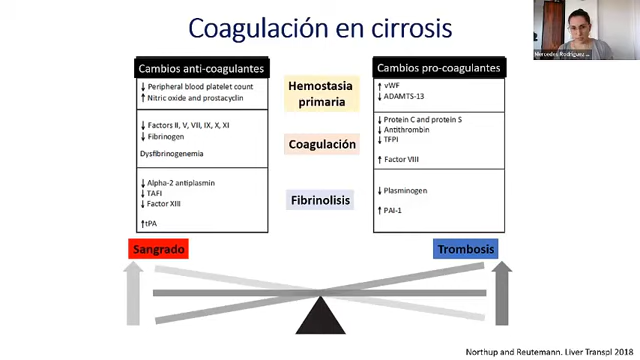 Coagulación en cirrosis
Mercedes Rodriguez
Cambios anti-coagulantes
↓ Peripheral blood platelet count
↑ Nitric oxide and prostacyclin
↓ Factors II, V, VII, IX, X, XI
↓ Fibrinogen
Dysfibrinogenemia
↓ Alpha-2 antiplasmin
↓ TAFI
↓ Factor XIII
↑tPA
Hemostasia
primaria
Coagulación
Fibrinolisis
Cambios pro-coagulantes
↑ vWF
↓ ADAMTS-13
↓Protein C and protein S
↓Antithrombin
↓TFPI
↑ Factor VIII
↓ Plasminogen
↑ PAI-1
Sangrado
Trombosis
Northup and Reutemann. Liver Transpl 2018